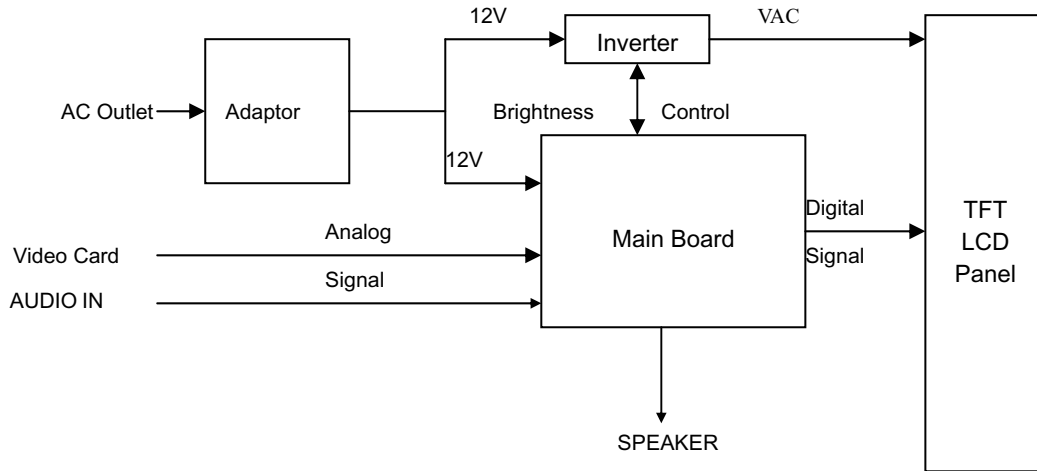 12V
VAC
Inverter
AC Outlet
Adaptor
Brightness Control
12V
Digital
Signal
Main Board
TFT
LCD
Panel
Analog
Video Card
Signal
AUDIO IN
SPEAKER